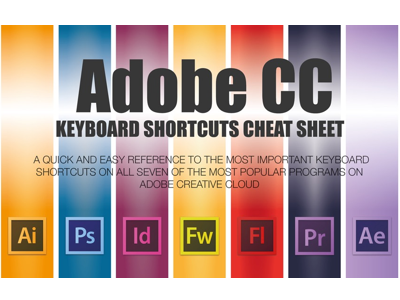 Adobe CC
KEYBOARD SHORTCUTS CHEAT SHEET
A QUICK AND EASY REFERENCE TO THE MOST IMPORTANT KEYBOARD
SHORTCUTS ON ALL SEVEN OF THE MOST POPULAR PROGRAMS ON
ADOBE CREATIVE CLOUD
Ai Ps Id Fw Fl Pr Ae